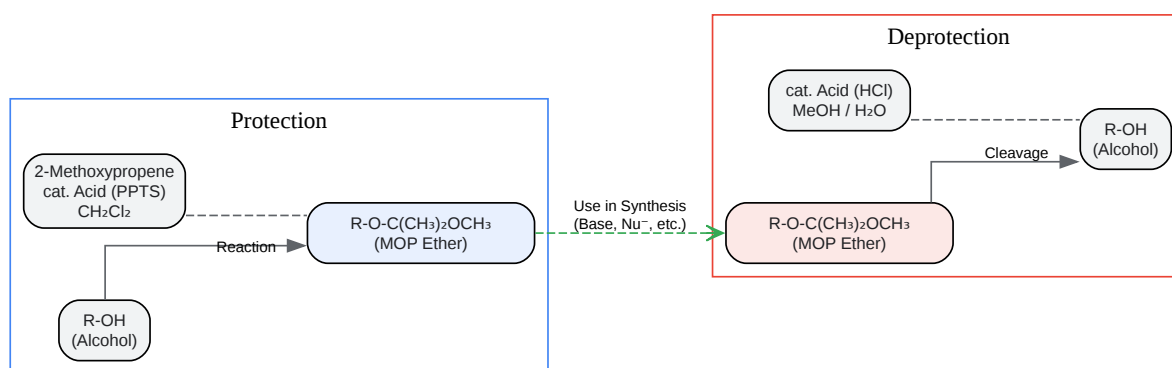 Protection
2-Methoxypropene
cat. Acid (PPTS)
CH₂Cl₂
Reaction
R-OH
(Alcohol)
R-O-C(CH₃)₂OCH₃
(MOP Ether)
Use in Synthesis
(Base, Nu⁻, etc.)
Deprotection
cat. Acid (HCl)
MeOH / H₂O
R-OH
(Alcohol)
Cleavage
R-O-C(CH₃)₂OCH₃
(MOP Ether)